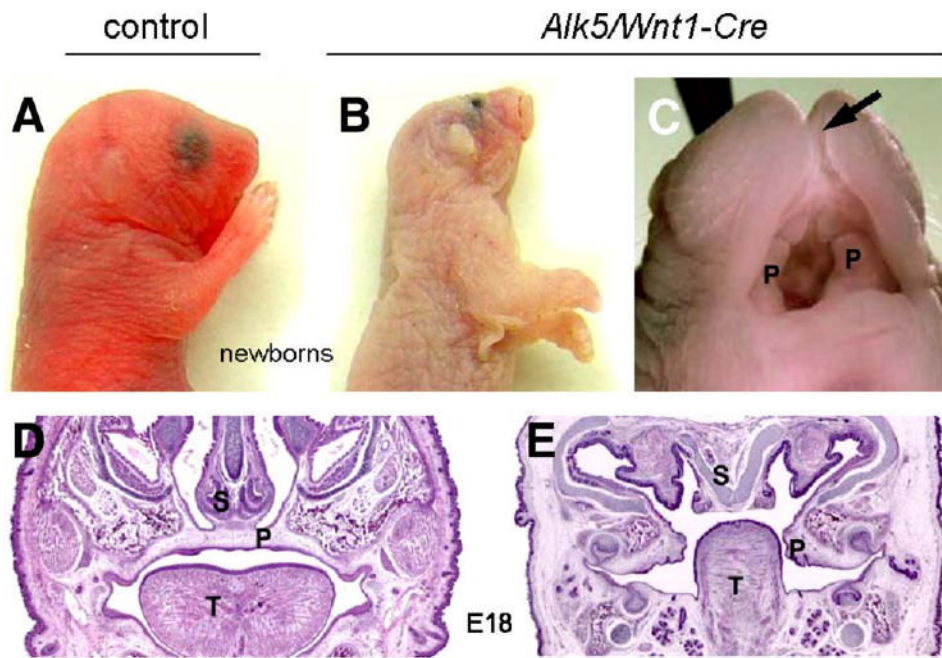 control
Alk5/Wnt1-Cre
A
B
C
P P
newborns
D
E
S
P
T
S
P
T
E18